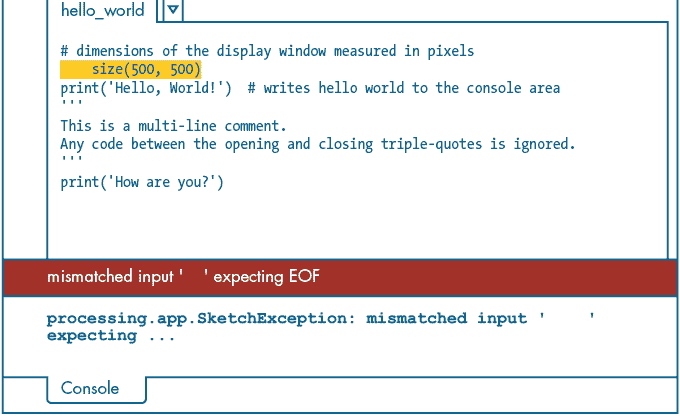 hello_world
# dimensions of the display window measured in pixels
    size(500, 500)
print('Hello, World!')  # writes hello world to the console area
'''
This is a multi-line comment.
Any code between the opening and closing triple-quotes is ignored.
'''
print('How are you?')
mismatched input '    ' expecting EOF
processing.app.SketchException: mismatched input '    '
expecting ...
Console